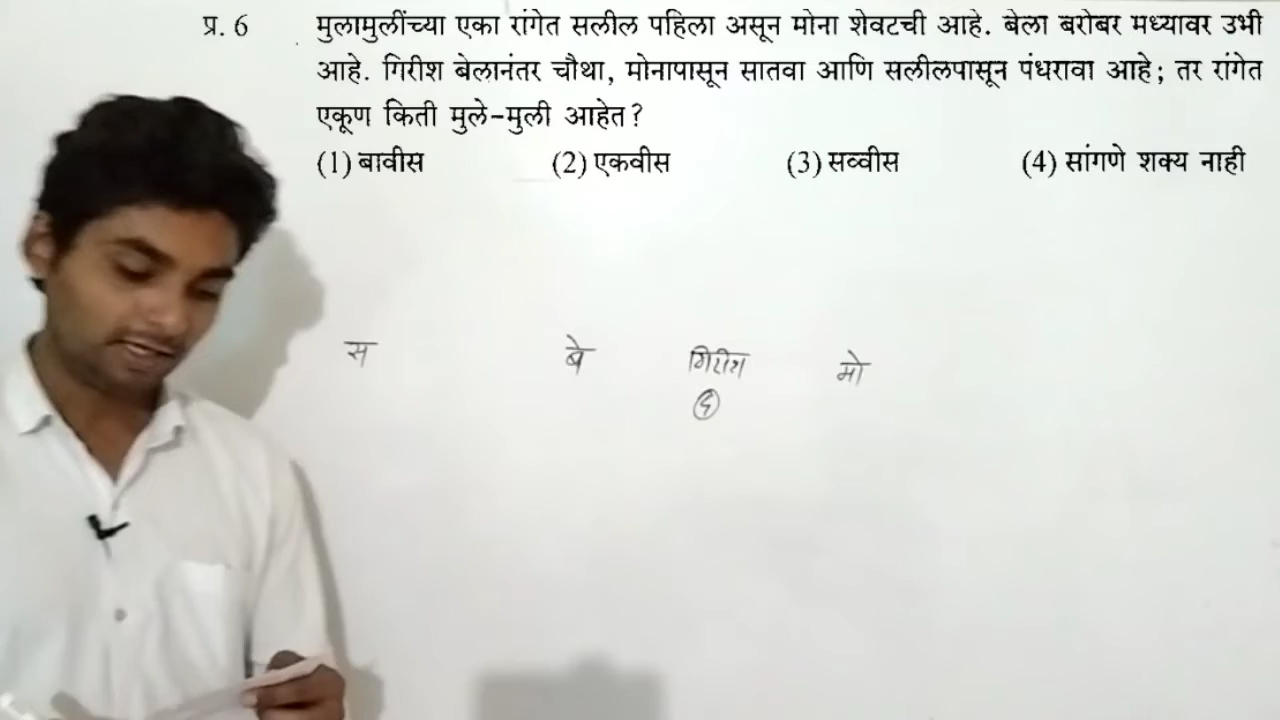 प्र. 6 मुलामुलींच्या एका रांगेत सलील पहिला असून मोना शेवटची आहे. बेला बरोबर मध्यावर उभी
आहे. गिरीश बेलानंतर चौथा, मोनापासून सातवा आणि सलीलपासून पंधरावा आहे; तर रांगेत
एकूण किती मुले-मुली आहेत?
(1) बावीस (2) एकवीस (3) सव्वीस (4) सांगणे शक्य नाही
स बे गिरीश मो